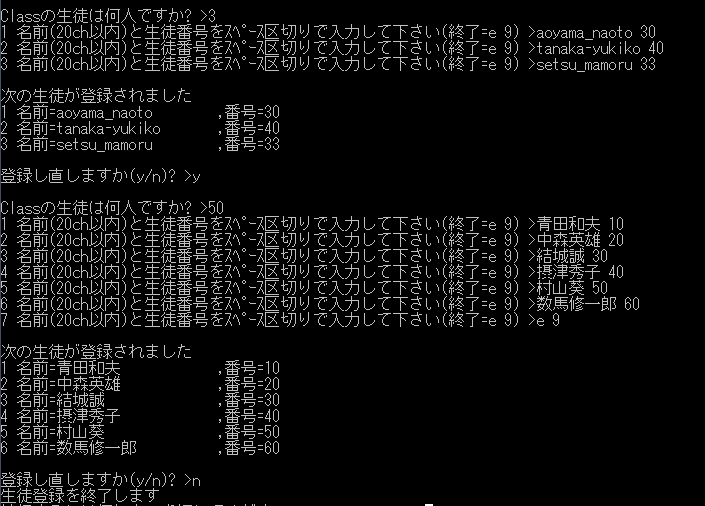 Classの生徒は何人ですか? >3
1 名前(20ch以内)と生徒番号をｽﾍﾟｰｽ区切りで入力して下さい(終了=e 9) >aoyama_naoto 30
2 名前(20ch以内)と生徒番号をｽﾍﾟｰｽ区切りで入力して下さい(終了=e 9) >tanaka-yukiko 40
3 名前(20ch以内)と生徒番号をｽﾍﾟｰｽ区切りで入力して下さい(終了=e 9) >setsu_mamoru 33
次の生徒が登録されました
1 名前=aoyama_naoto ,番号=30
2 名前=tanaka-yukiko ,番号=40
3 名前=setsu_mamoru ,番号=33
登録し直しますか(y/n)? >y
Classの生徒は何人ですか? >50
1 名前(20ch以内)と生徒番号をｽﾍﾟｰｽ区切りで入力して下さい(終了=e 9) >青田和夫 10
2 名前(20ch以内)と生徒番号をｽﾍﾟｰｽ区切りで入力して下さい(終了=e 9) >中森英雄 20
3 名前(20ch以内)と生徒番号をｽﾍﾟｰｽ区切りで入力して下さい(終了=e 9) >結城誠 30
4 名前(20ch以内)と生徒番号をｽﾍﾟｰｽ区切りで入力して下さい(終了=e 9) >摂津秀子 40
5 名前(20ch以内)と生徒番号をｽﾍﾟｰｽ区切りで入力して下さい(終了=e 9) >村山葵 50
6 名前(20ch以内)と生徒番号をｽﾍﾟｰｽ区切りで入力して下さい(終了=e 9) >数馬修一郎 60
7 名前(20ch以内)と生徒番号をｽﾍﾟｰｽ区切りで入力して下さい(終了=e 9) >e 9
次の生徒が登録されました
1 名前=青田和夫 ,番号=10
2 名前=中森英雄 ,番号=20
3 名前=結城誠 ,番号=30
4 名前=摂津秀子 ,番号=40
5 名前=村山葵 ,番号=50
6 名前=数馬修一郎 ,番号=60
登録し直しますか(y/n)? >n
生徒登録を終了します